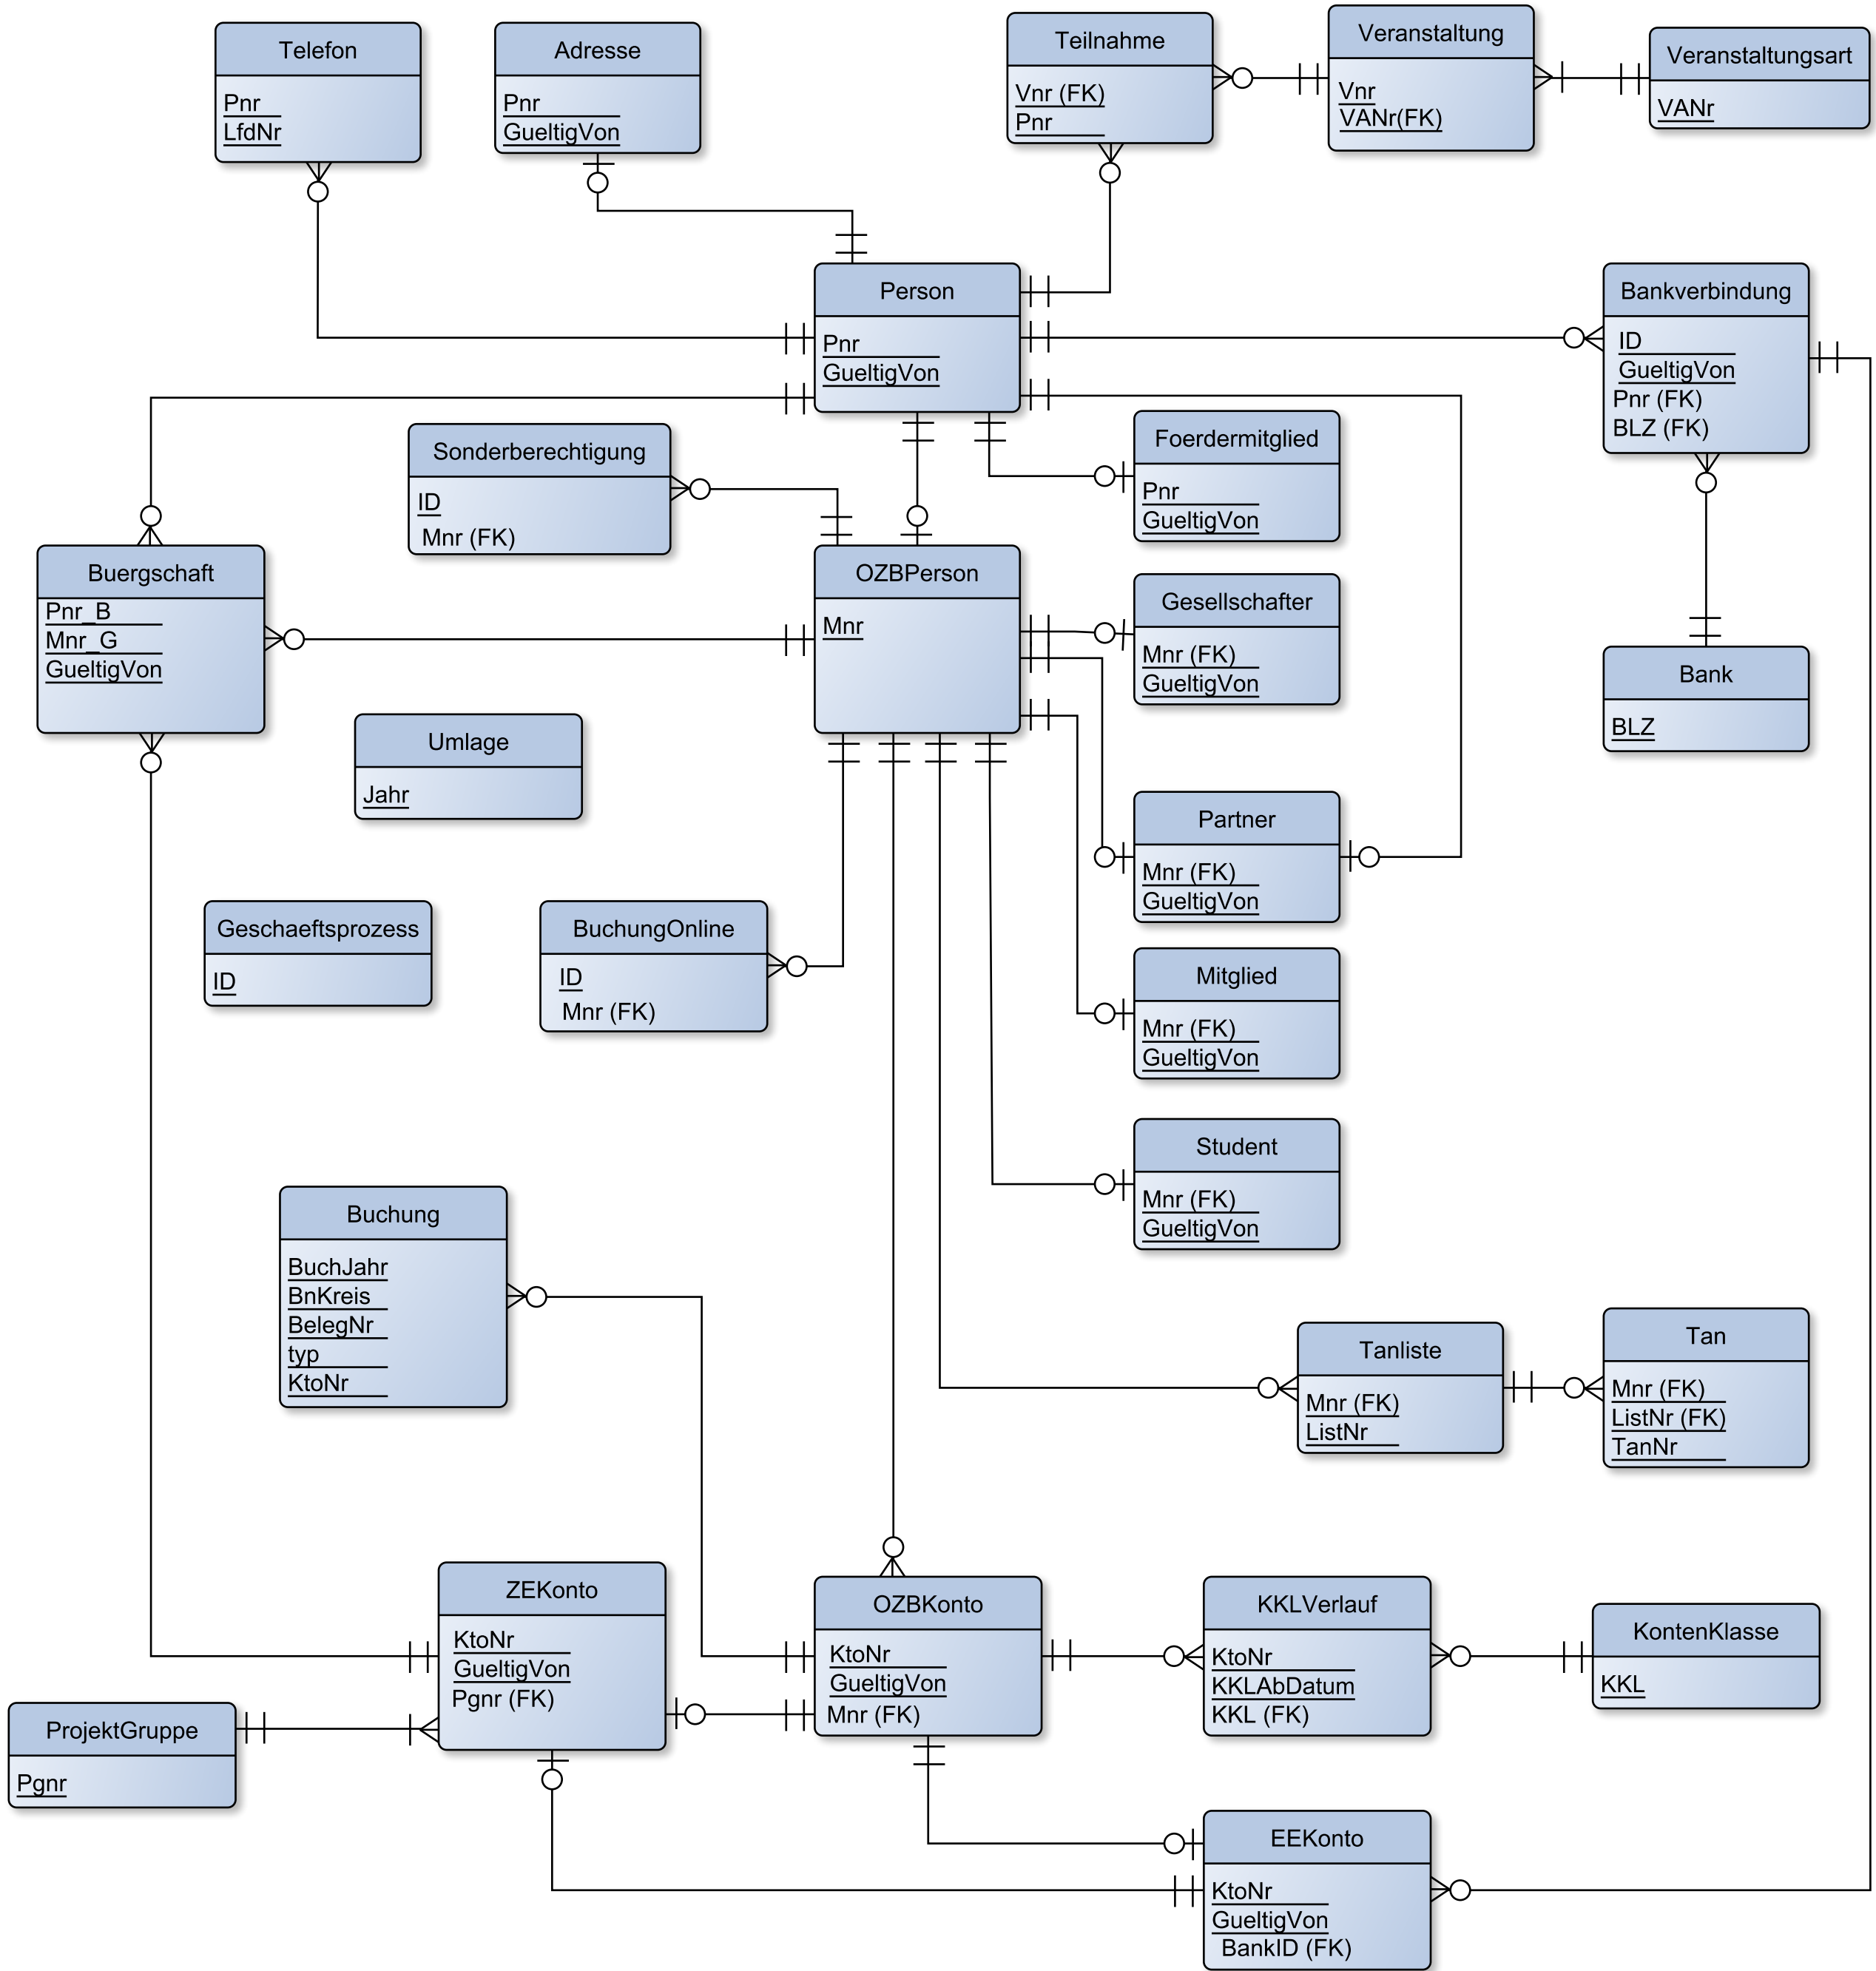 Telefon
Pnr
LfdNr
Adresse
Pnr
GueltigVon
Teilnahme
Vnr (FK)
Pnr
Veranstaltung
Vnr
VANr(FK)
Veranstaltungsart
VANr
Person
Pnr
GueltigVon
Bankverbindung
ID
GueltigVon
Pnr (FK)
BLZ (FK)
Sonderberechtigung
ID
Mnr (FK)
Foerdermitglied
Pnr
GueltigVon
Buergschaft
Pnr_B
Mnr_G
GueltigVon
OZBPerson
Mnr
Gesellschafter
Mnr (FK)
GueltigVon
Bank
BLZ
Umlage
Jahr
Partner
Mnr (FK)
GueltigVon
Geschaeftsprozess
ID
BuchungOnline
ID
Mnr (FK)
Mitglied
Mnr (FK)
GueltigVon
Student
Mnr (FK)
GueltigVon
Buchung
BuchJahr
BnKreis
BelegNr
typ
KtoNr
Tanliste
Mnr (FK)
ListNr
Tan
Mnr (FK)
ListNr (FK)
TanNr
ZEKonto
KtoNr
GueltigVon
Pgnr (FK)
OZBKonto
KtoNr
GueltigVon
Mnr (FK)
KKLVerlauf
KtoNr
KKLAbDatum
KKL (FK)
KontenKlasse
KKL
ProjektGruppe
Pgnr
EEKonto
KtoNr
GueltigVon
BankID (FK)